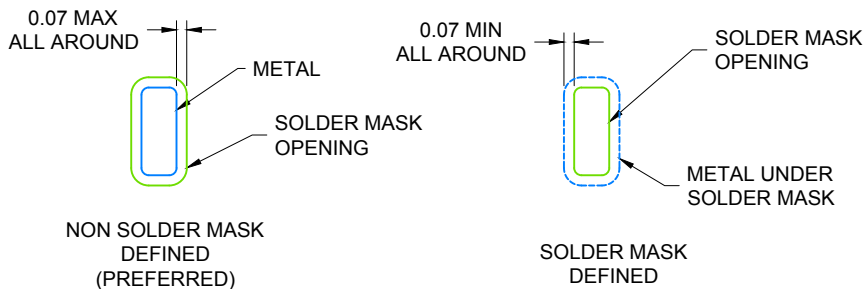 0.07 MAX
ALL AROUND
METAL
SOLDER MASK
OPENING
NON SOLDER MASK
DEFINED
(PREFERRED)
0.07 MIN
ALL AROUND
SOLDER MASK
OPENING
METAL UNDER
SOLDER MASK
SOLDER MASK
DEFINED